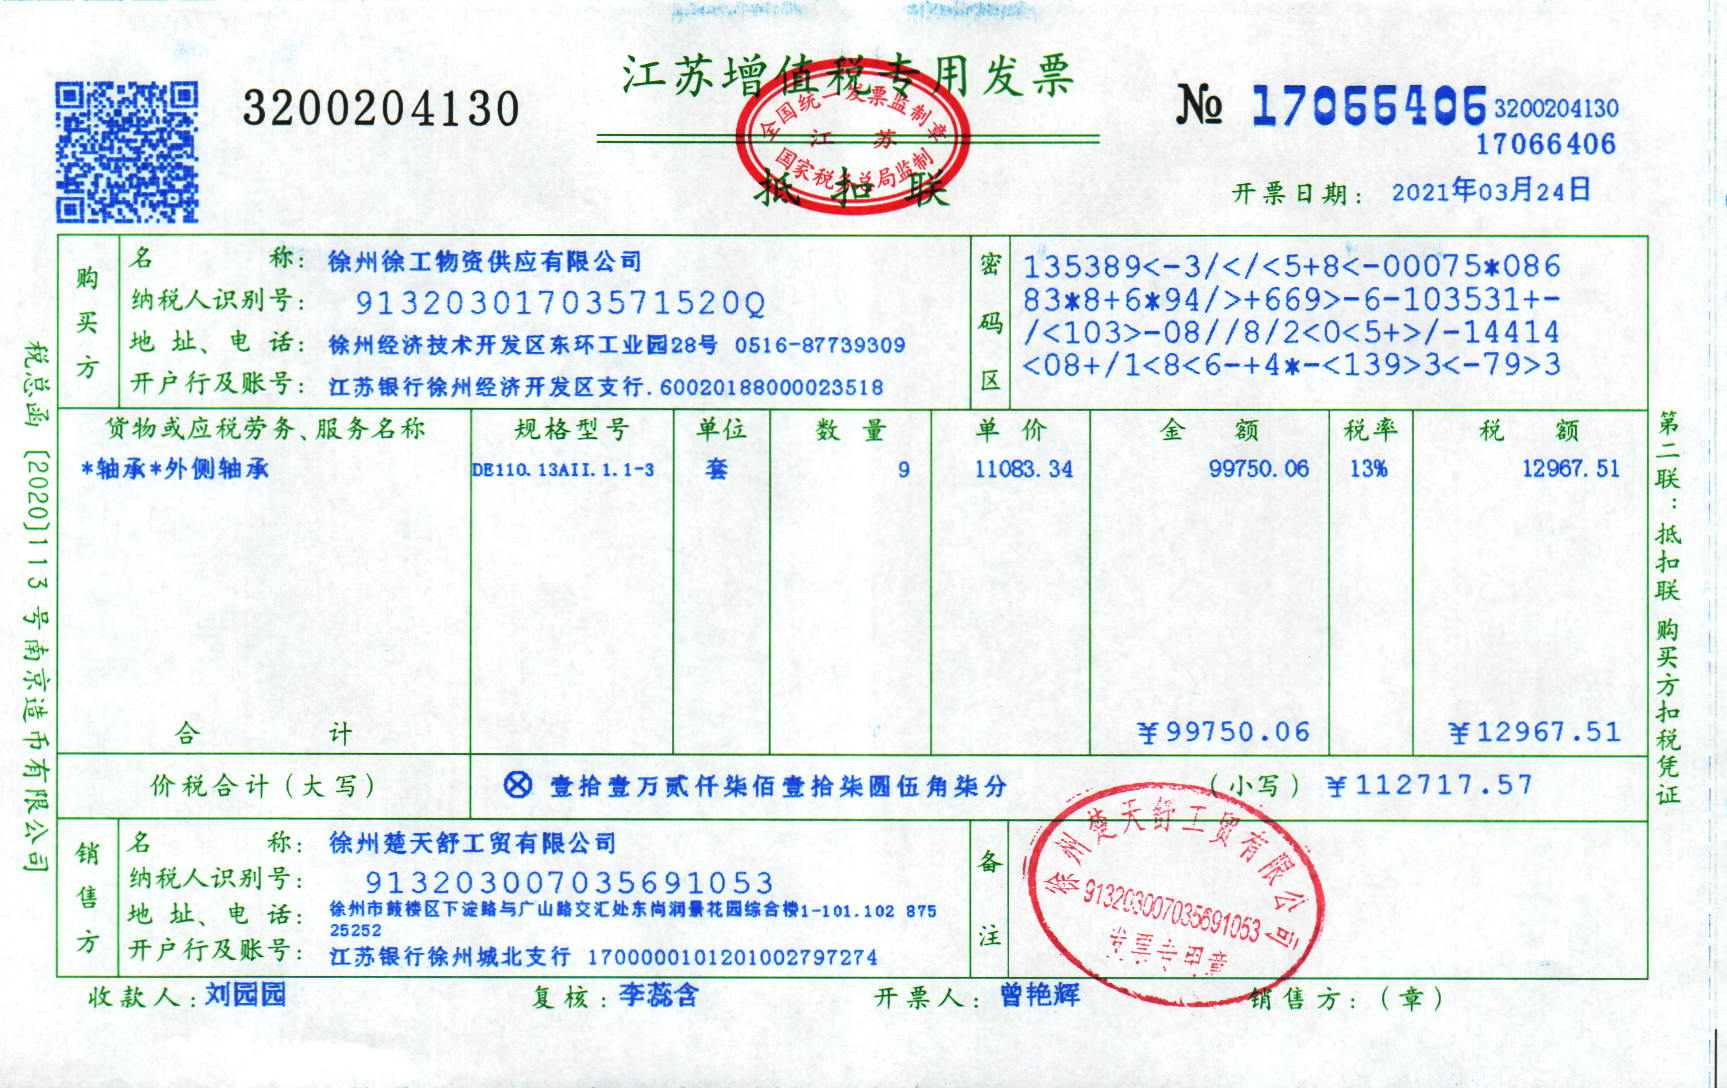 江苏增值税专用发票
3200204130
№ 17066406
3200204130
17066406
全国统一发票监制章
江苏
国家税务总局监制
抵扣联
开票日期: 2021年03月24日
购买方
名称: 徐州徐工物资供应有限公司
纳税人识别号: 91320301703571520Q
地址、电话: 徐州经济技术开发区东环工业园28号 0516-87739309
开户行及账号: 江苏银行徐州经济开发区支行.60020188000023518
密码区
135389<-3/</<5+8<-00075*086
83*8+6*94/>+669>-6-103531+-
/<103>-08//8/2<0<5+>/-14414
<08+/1<8<6-+4*-<139>3<-79>3
货物或应税劳务、服务名称 规格型号 单位 数量 单价 金额 税率 税额
*轴承*外侧轴承 DE110.13AII.1.1-3 套 9 11083.34 99750.06 13% 12967.51
合计 ¥99750.06 ¥12967.51
价税合计(大写) ⊗ 壹拾壹万贰仟柒佰壹拾柒圆伍角柒分 (小写) ¥112717.57
销售方
名称: 徐州楚天舒工贸有限公司
纳税人识别号: 913203007035691053
地址、电话: 徐州市鼓楼区下淀路与广山路交汇处东尚润景花园综合楼1-101.102 875
25252
开户行及账号: 江苏银行徐州城北支行 1700000101201002797274
备注
徐州楚天舒工贸有限公司
913203007035691053
发票专用章
收款人: 刘园园 复核: 李蕊含 开票人: 曾艳辉 销售方: (章)
税总函[2020]113号南京造币有限公司
第二联: 抵扣联 购买方扣税凭证